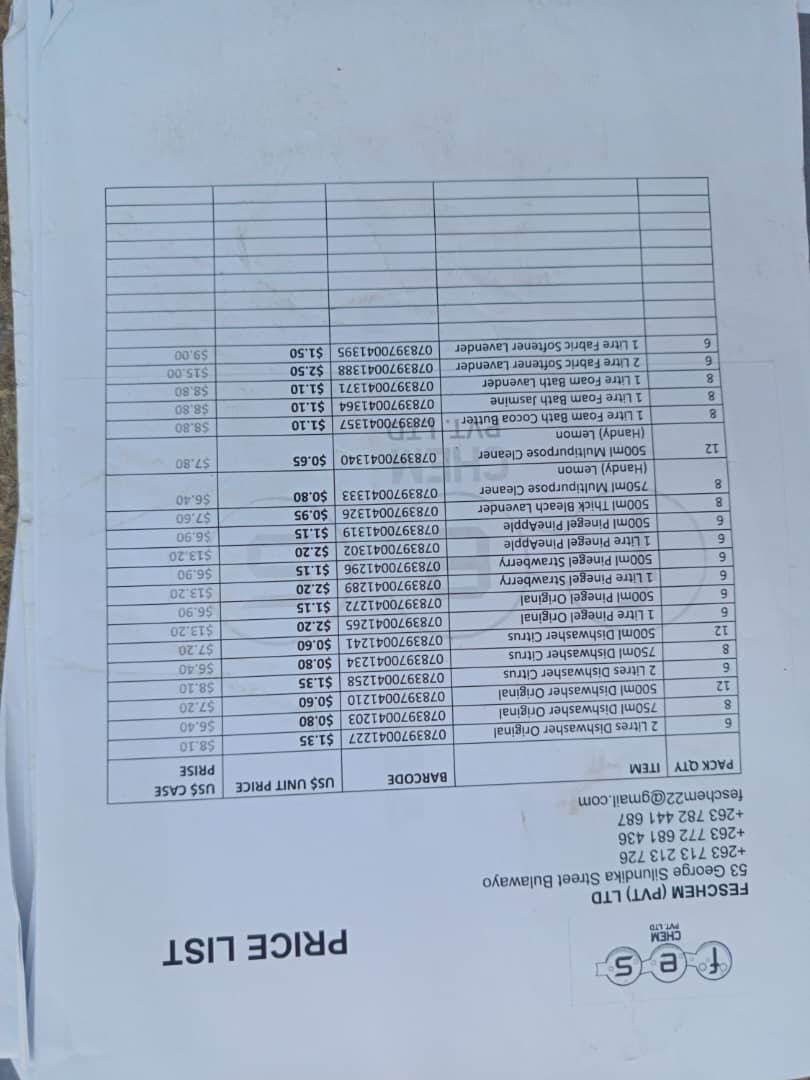 fes
CHEM
PVT. LTD
PRICE LIST
FESCHEM (PVT) LTD
53 George Silundika Street Bulawayo
+263 713 213 726
+263 772 681 436
+263 782 441 687
feschem22@gmail.com
PACK QTY ITEM BARCODE US$ UNIT PRICE US$ CASE
PRISE
6 2 Litres Dishwasher Original 0783970041227 $1.35 $8.10
8 750ml Dishwasher Original 0783970041203 $0.80 $6.40
12 500ml Dishwasher Original 0783970041210 $0.60 $7.20
6 2 Litres Dishwasher Citrus 0783970041258 $1.35 $8.10
8 750ml Dishwasher Citrus 0783970041234 $0.80 $6.40
12 500ml Dishwasher Citrus 0783970041241 $0.60 $7.20
6 1 Litre Pinegel Original 0783970041265 $2.20 $13.20
6 500ml Pinegel Original 0783970041272 $1.15 $6.90
6 1 Litre Pinegel Strawberry 0783970041289 $2.20 $13.20
6 500ml Pinegel Strawberry 0783970041296 $1.15 $6.90
6 1 Litre Pinegel PineApple 0783970041302 $2.20 $13.20
6 500ml Pinegel PineApple 0783970041319 $1.15 $6.90
8 500ml Thick Bleach Lavender 0783970041326 $0.95 $7.60
8 750ml Multipurpose Cleaner 0783970041333 $0.80 $6.40
(Handy) Lemon
12 500ml Multipurpose Cleaner 0783970041340 $0.65 $7.80
(Handy) Lemon
8 1 Litre Foam Bath Cocoa Butter 0783970041357 $1.10 $8.80
8 1 Litre Foam Bath Jasmine 0783970041364 $1.10 $8.80
8 1 Litre Foam Bath Lavender 0783970041371 $1.10 $8.80
6 2 Litre Fabric Softener Lavender 0783970041388 $2.50 $15.00
6 1 Litre Fabric Softener Lavender 0783970041395 $1.50 $9.00
es
CHEM
PVT. LTD